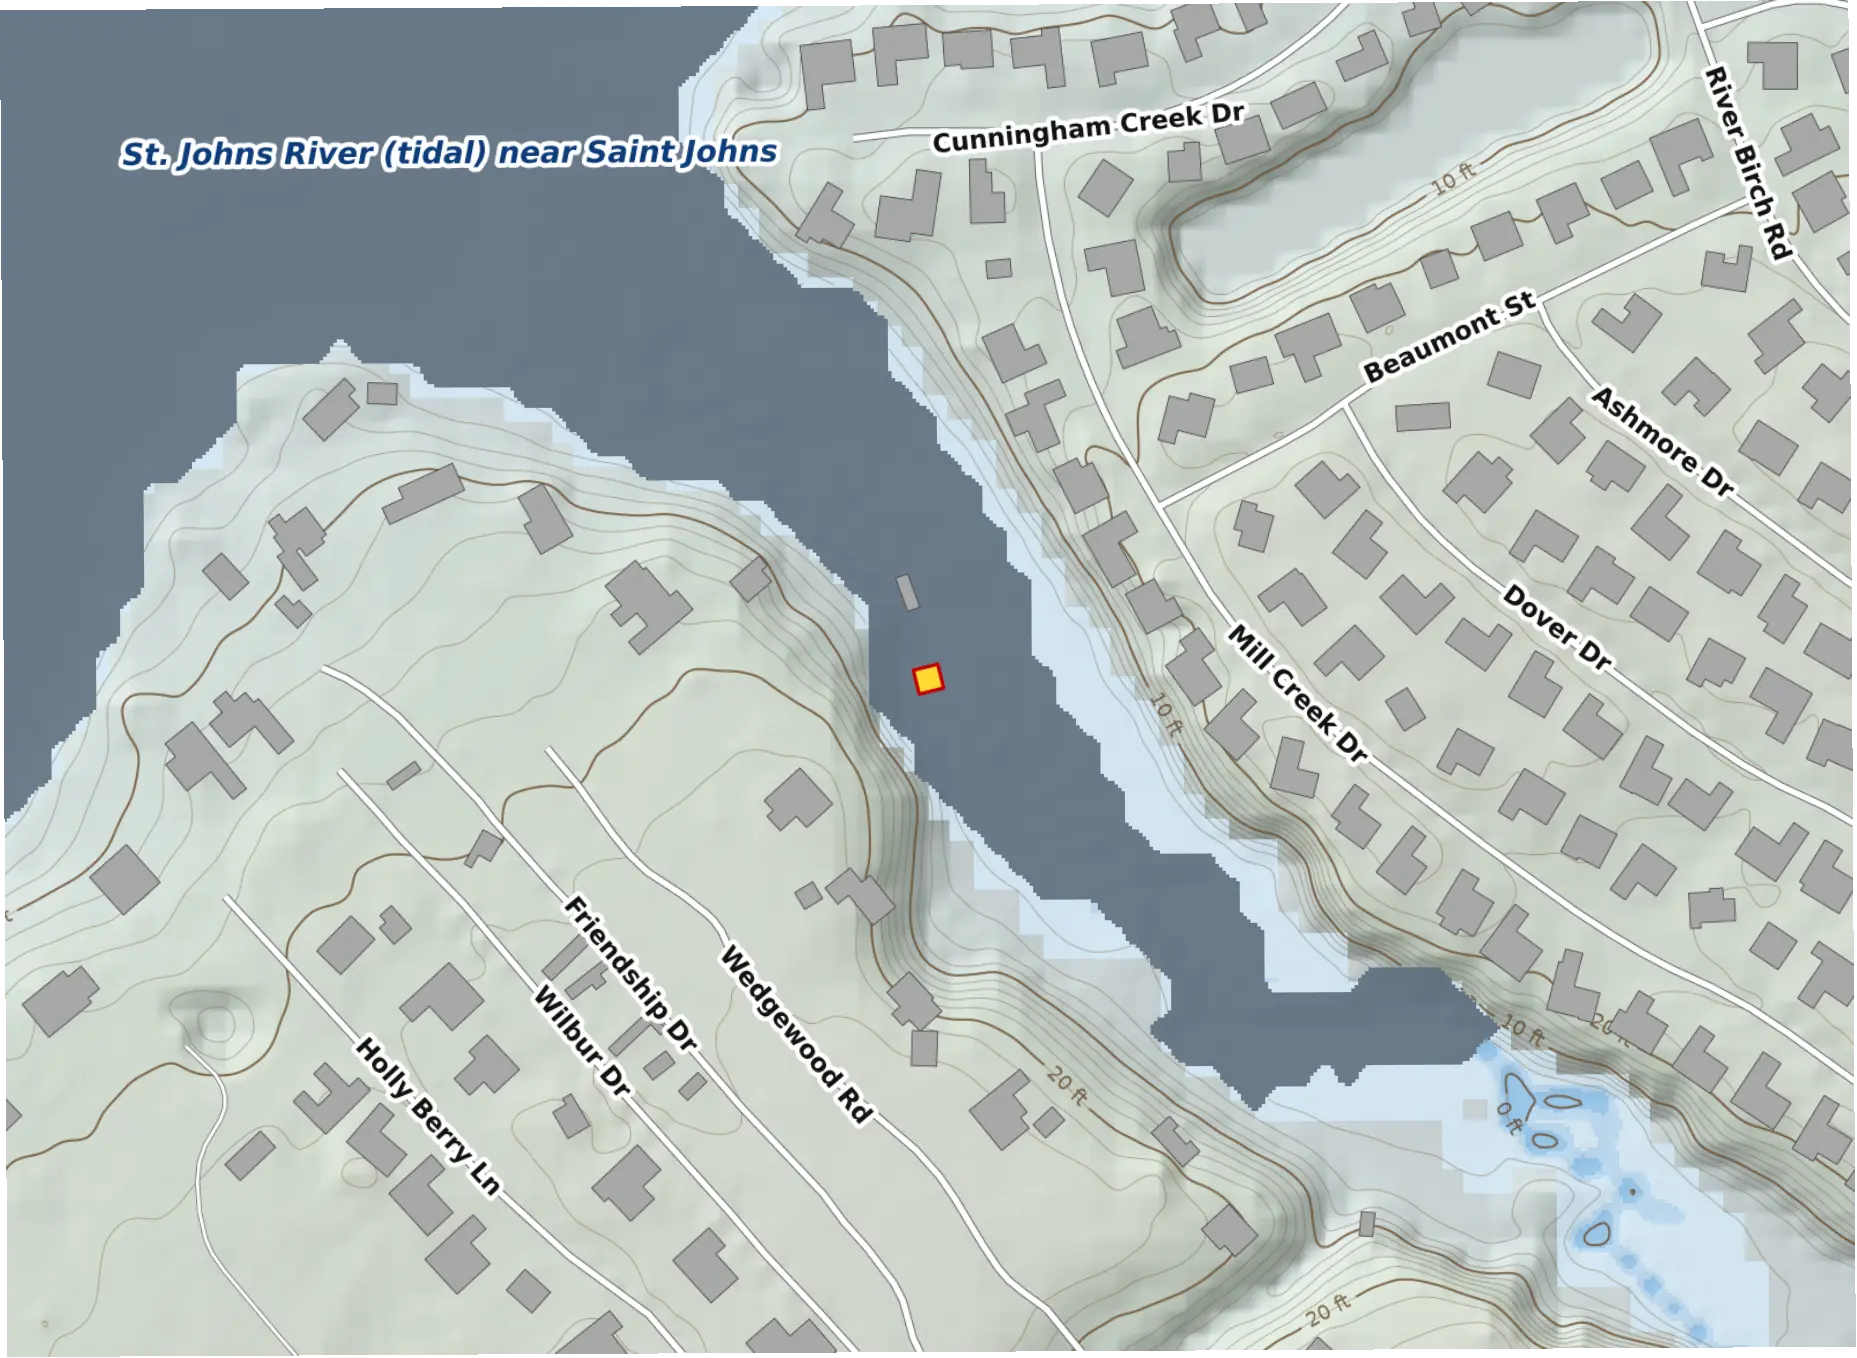 Cunningham Creek Dr
River Birch Rd
St. Johns River (tidal) near Saint Johns
10 ft
Beaumont St
Ashmore Dr
Dover Dr
Mill Creek Dr
10 ft
Friendship Dr
Wedgewood Rd
Wilbur Dr
10 ft
20 ft
Holly Berry Ln
20 ft
0 ft
20 ft